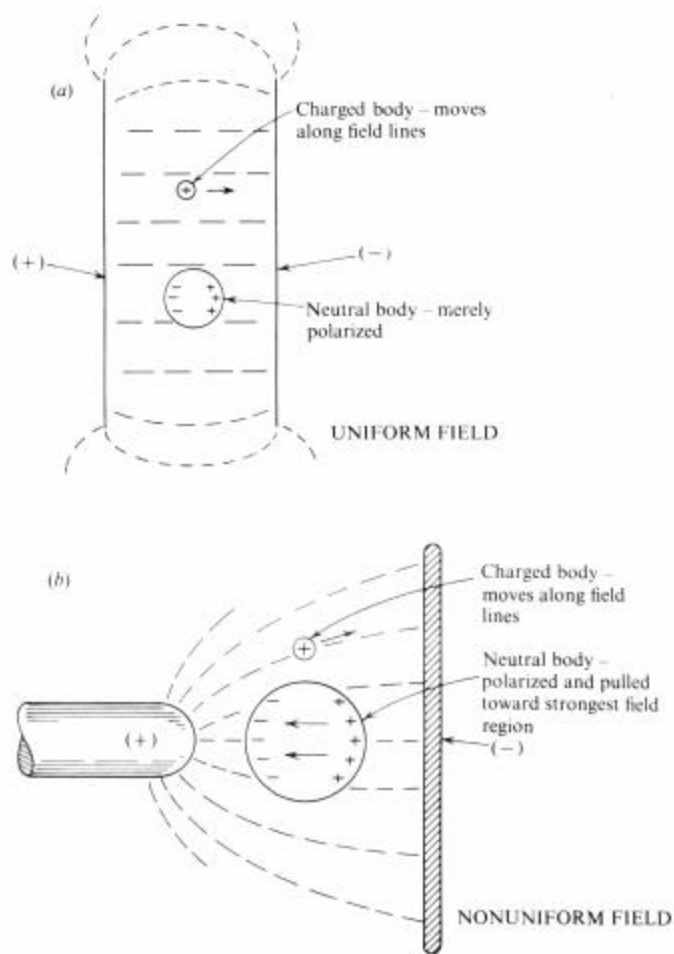 (a)
Charged body – moves
along field lines
+
(+)
(−)
− − −
+ + +
Neutral body – merely
polarized
UNIFORM FIELD
(b)
Charged body –
moves along field
lines
+
Neutral body –
polarized and pulled
toward strongest field
region
(+)
− − − − −
+ + + + +
(−)
NONUNIFORM FIELD